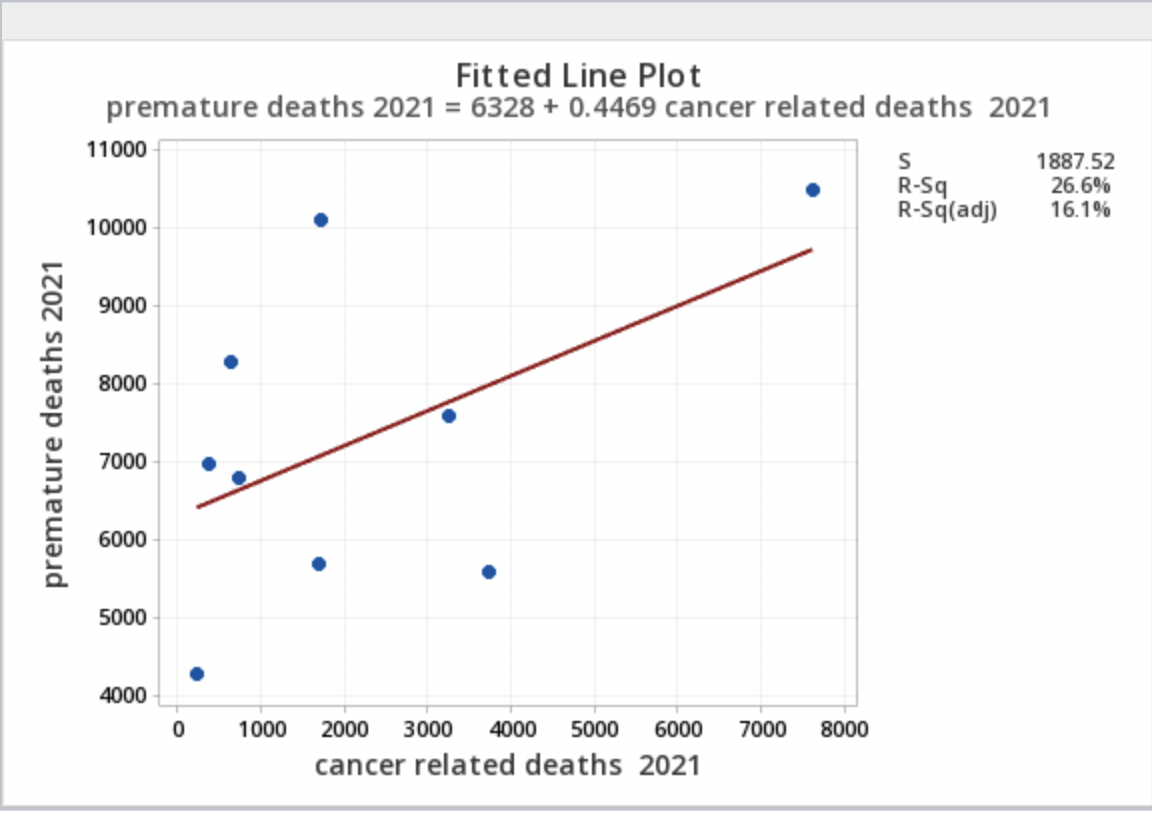 Fitted Line Plot
premature deaths 2021 = 6328 + 0.4469 cancer related deaths  2021
S 1887.52
R-Sq 26.6%
R-Sq(adj) 16.1%
premature deaths 2021
11000
10000
9000
8000
7000
6000
5000
4000
0 1000 2000 3000 4000 5000 6000 7000 8000
cancer related deaths  2021